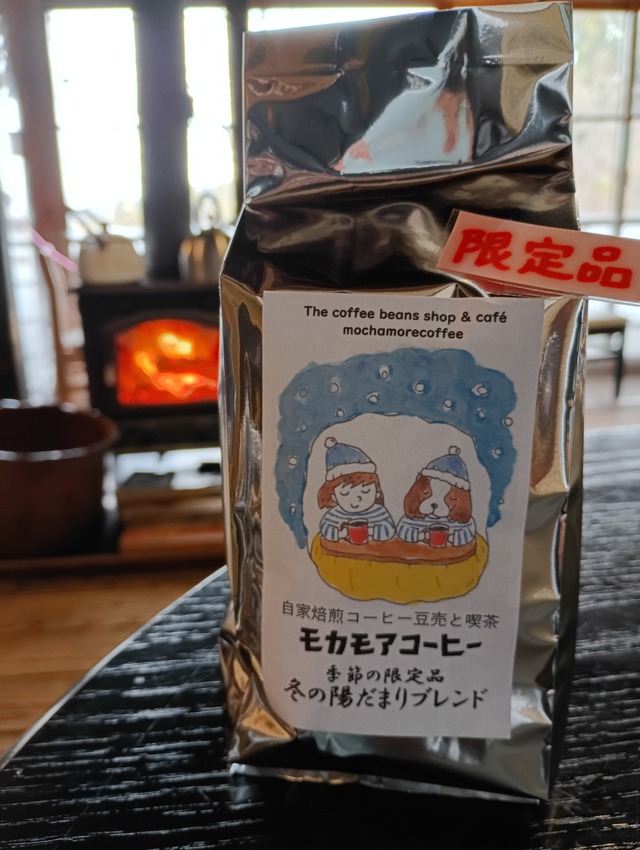 限定品
The coffee beans shop & café
mochamorecoffee
自家焙煎コーヒー豆売と喫茶
モカモアコーヒー
季節の限定品
冬の陽だまりブレンド